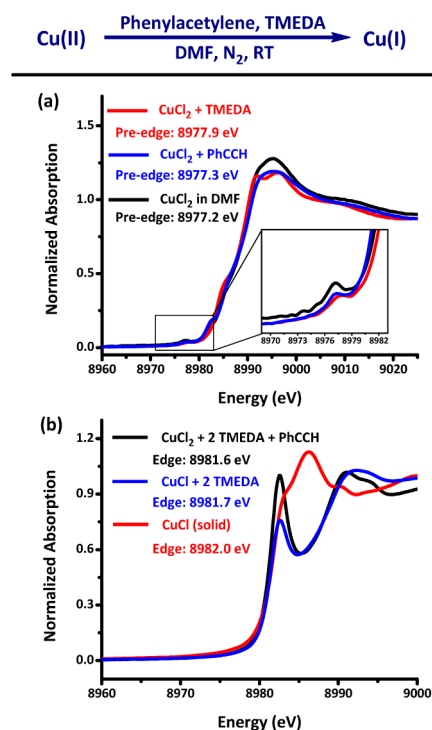 Phenylacetylene, TMEDA
Cu(II) Cu(I)
DMF, N₂, RT
(a)
CuCl₂ + TMEDA
Pre-edge: 8977.9 eV
CuCl₂ + PhCCH
Pre-edge: 8977.3 eV
CuCl₂ in DMF
Pre-edge: 8977.2 eV
Normalized Absorption
1.5
1.0
0.5
0.0
8970 8973 8976 8979 8982
8960 8970 8980 8990 9000 9010 9020
Energy (eV)
(b)
CuCl₂ + 2 TMEDA + PhCCH
Edge: 8981.6 eV
CuCl + 2 TMEDA
Edge: 8981.7 eV
CuCl (solid)
Edge: 8982.0 eV
Normalized Absorption
1.2
0.9
0.6
0.3
0.0
8960 8970 8980 8990 9000
Energy (eV)